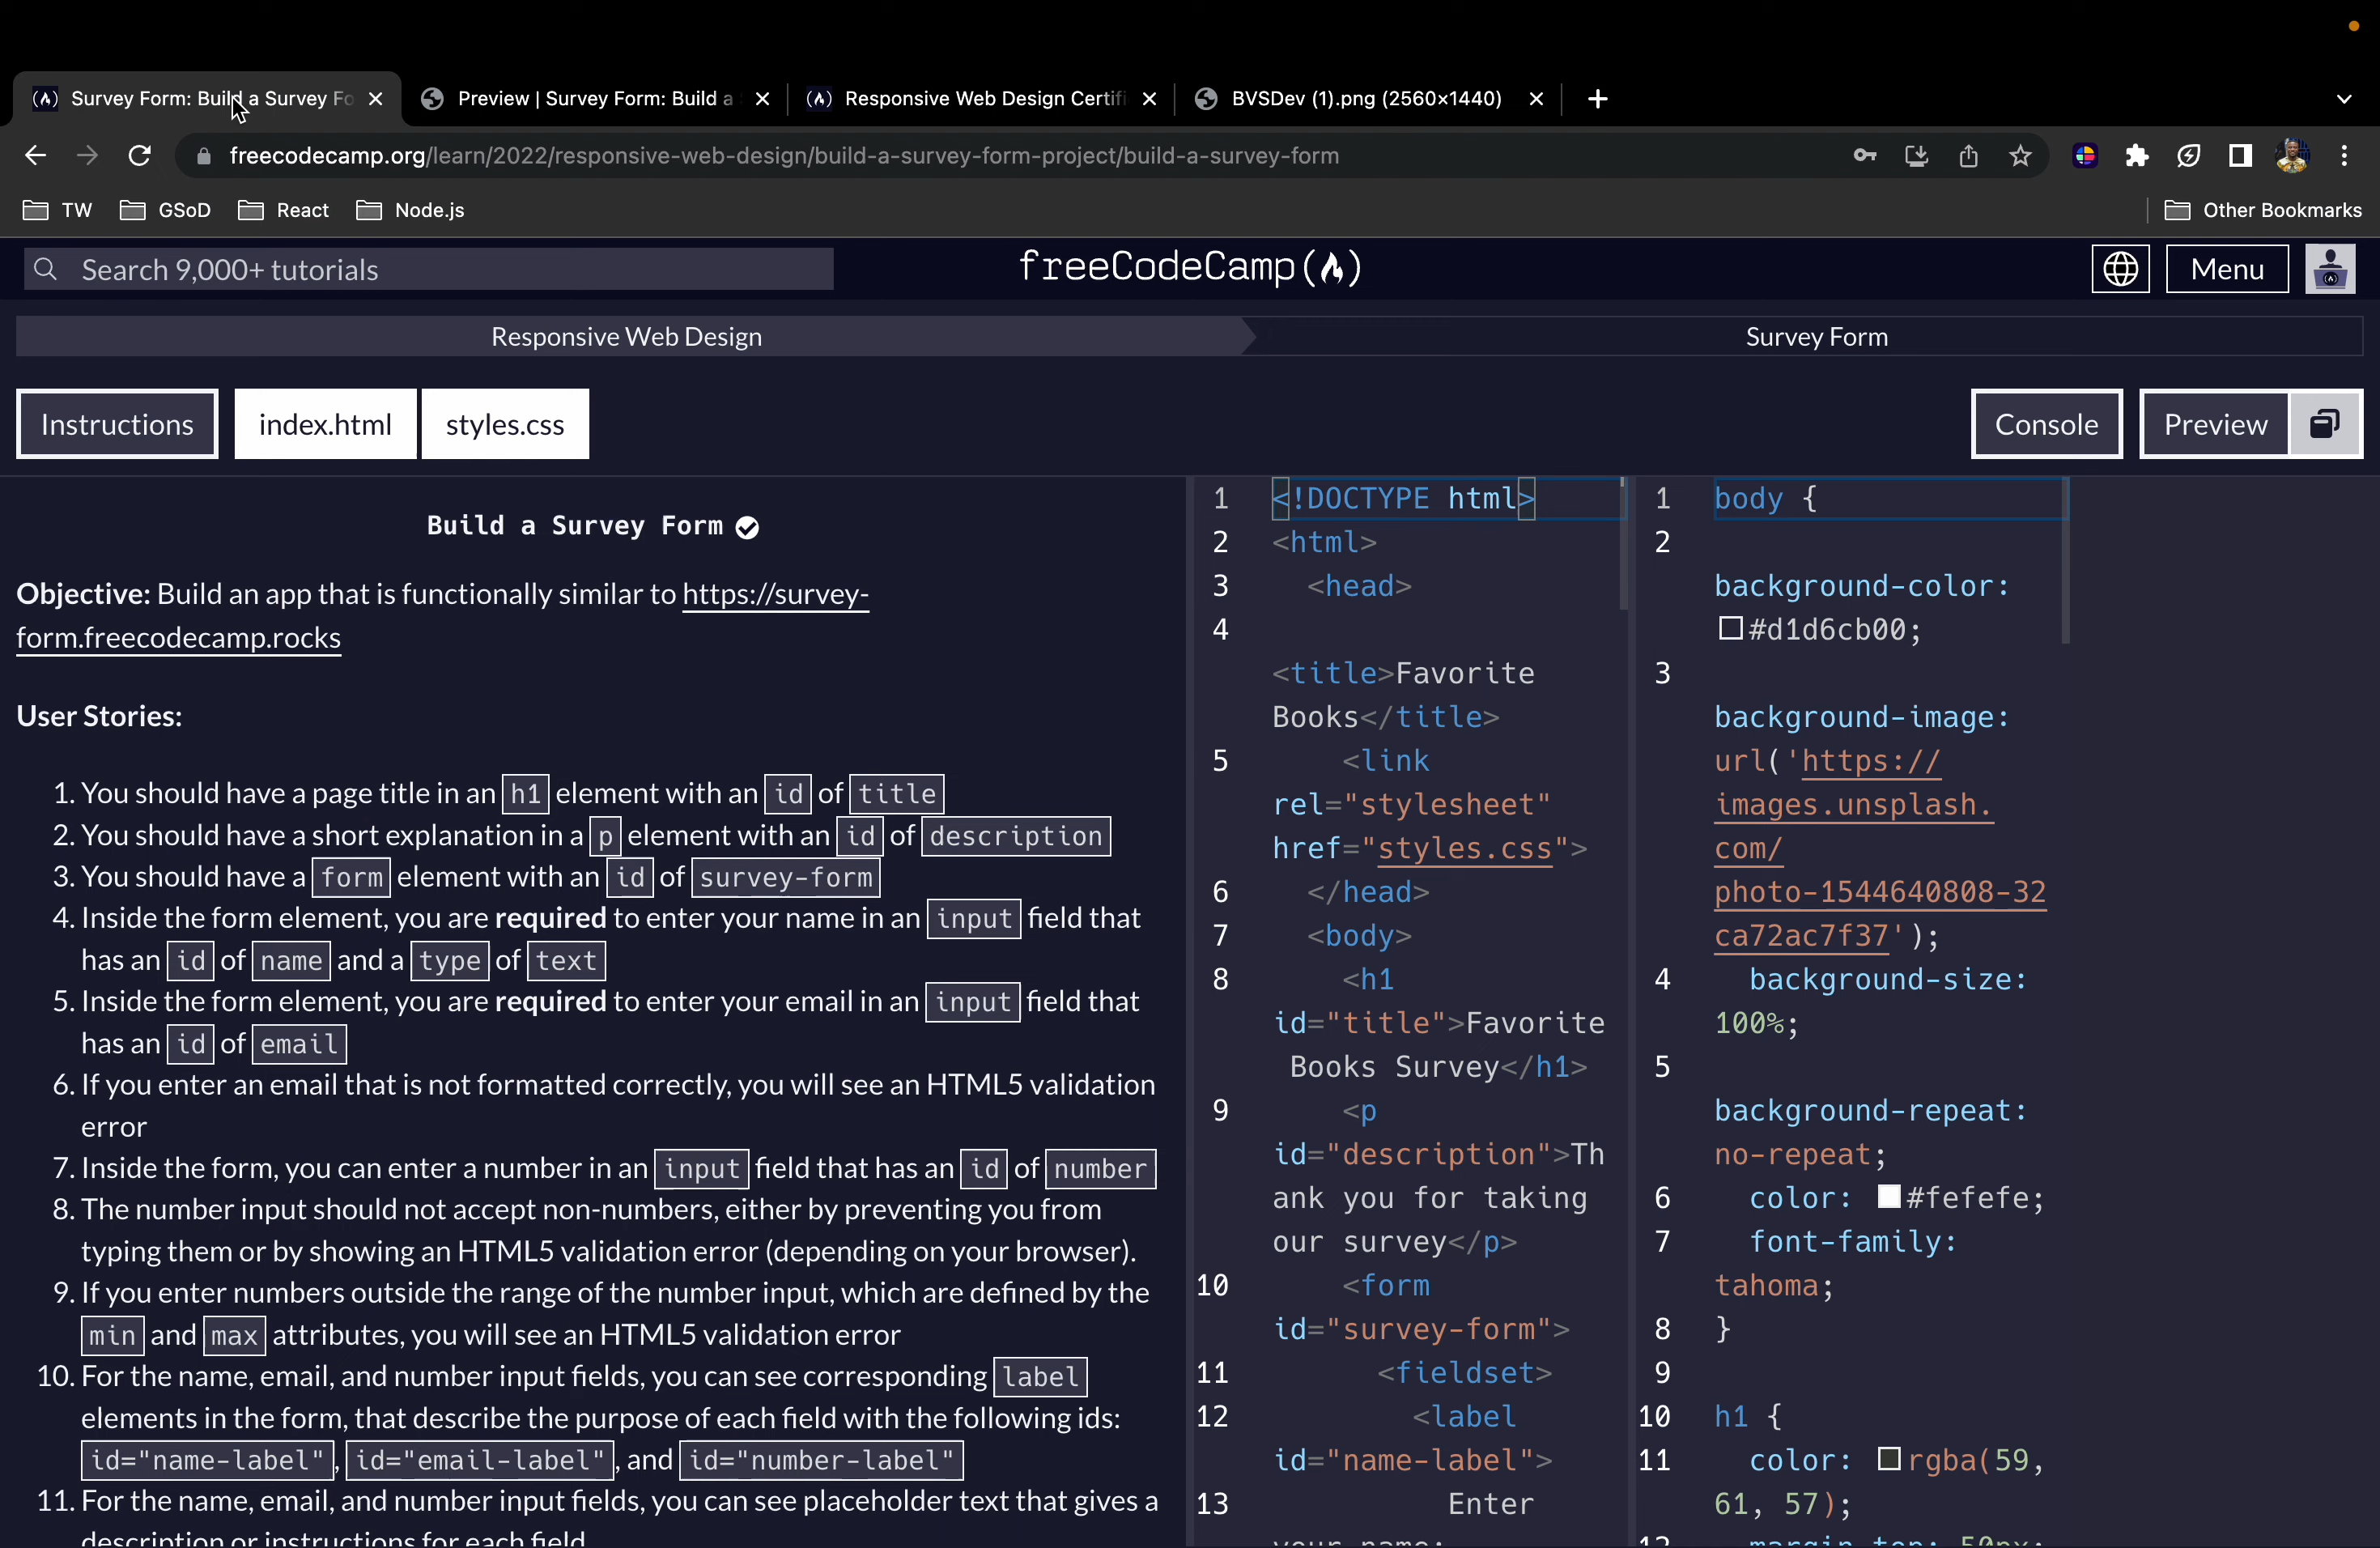 Survey Form: Build a Survey Fo
Preview | Survey Form: Build a
Responsive Web Design Certifi
BVSDev (1).png (2560×1440)
freecodecamp.org/learn/2022/responsive-web-design/build-a-survey-form-project/build-a-survey-form
TW
GSoD
React
Node.js
Other Bookmarks
Search 9,000+ tutorials
freeCodeCamp(🔥)
Menu
Responsive Web Design
Survey Form
Instructions
index.html
styles.css
Console
Preview
Build a Survey Form
Objective: Build an app that is functionally similar to https://survey-
form.freecodecamp.rocks
User Stories:
1. You should have a page title in an h1 element with an id of title
2. You should have a short explanation in a p element with an id of description
3. You should have a form element with an id of survey-form
4. Inside the form element, you are required to enter your name in an input field that
has an id of name and a type of text
5. Inside the form element, you are required to enter your email in an input field that
has an id of email
6. If you enter an email that is not formatted correctly, you will see an HTML5 validation
error
7. Inside the form, you can enter a number in an input field that has an id of number
8. The number input should not accept non-numbers, either by preventing you from
typing them or by showing an HTML5 validation error (depending on your browser).
9. If you enter numbers outside the range of the number input, which are defined by the
min and max attributes, you will see an HTML5 validation error
10. For the name, email, and number input fields, you can see corresponding label
elements in the form, that describe the purpose of each field with the following ids:
id="name-label", id="email-label", and id="number-label"
11. For the name, email, and number input fields, you can see placeholder text that gives a
description or instructions for each field
1 <!DOCTYPE html>
2 <html>
3 <head>
4
<title>Favorite
Books</title>
5 <link
rel="stylesheet"
href="styles.css">
6 </head>
7 <body>
8 <h1
id="title">Favorite
Books Survey</h1>
9 <p
id="description">Th
ank you for taking
our survey</p>
10 <form
id="survey-form">
11 <fieldset>
12 <label
id="name-label">
13 Enter
your name:
1 body {
2
background-color:
#d1d6cb00;
3
background-image:
url('https://
images.unsplash.
com/
photo-1544640808-32
ca72ac7f37');
4 background-size:
100%;
5
background-repeat:
no-repeat;
6 color: #fefefe;
7 font-family:
tahoma;
8 }
9
10 h1 {
11 color: rgba(59,
61, 57);
12 margin-top: 50px;